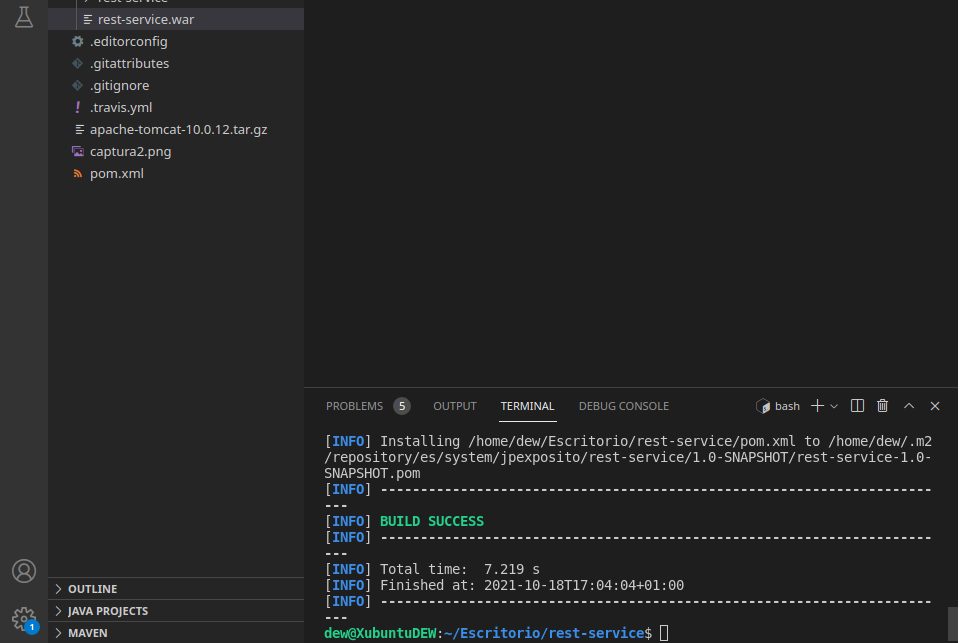 rest-service
rest-service.war
.editorconfig
.gitattributes
.gitignore
! .travis.yml
apache-tomcat-10.0.12.tar.gz
captura2.png
pom.xml
PROBLEMS 5 OUTPUT TERMINAL DEBUG CONSOLE bash
[INFO] Installing /home/dew/Escritorio/rest-service/pom.xml to /home/dew/.m2
/repository/es/system/jpexposito/rest-service/1.0-SNAPSHOT/rest-service-1.0-
SNAPSHOT.pom
[INFO] ---------------------------------------------------------------------
---
[INFO] BUILD SUCCESS
[INFO] ---------------------------------------------------------------------
---
[INFO] Total time:  7.219 s
[INFO] Finished at: 2021-10-18T17:04:04+01:00
[INFO] ---------------------------------------------------------------------
---
dew@XubuntuDEW:~/Escritorio/rest-service$
OUTLINE
JAVA PROJECTS
1
MAVEN